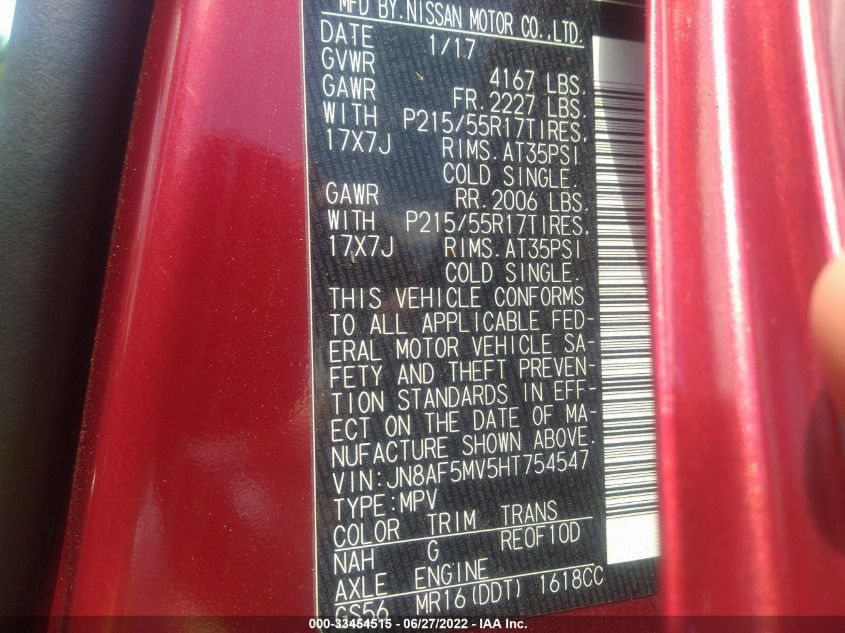 MFD BY.NISSAN MOTOR CO.,LTD.
DATE 1/17
GVWR 4167 LBS.
GAWR FR.2227 LBS.
WITH P215/55R17TIRES,
17X7J RIMS.AT35PSI
COLD SINGLE.
GAWR RR.2006 LBS.
WITH P215/55R17TIRES,
17X7J RIMS.AT35PSI
COLD SINGLE.
THIS VEHICLE CONFORMS
TO ALL APPLICABLE FED-
ERAL MOTOR VEHICLE SA-
FETY AND THEFT PREVEN-
TION STANDARDS IN EFF-
ECT ON THE DATE OF MA-
NUFACTURE SHOWN ABOVE.
VIN:JN8AF5MV5HT754547
TYPE:MPV
COLOR TRIM TRANS
NAH G RE0F10D
AXLE ENGINE
GS56 MR16(DDT) 1618CC
000-33454515 - 06/27/2022 - IAA Inc.